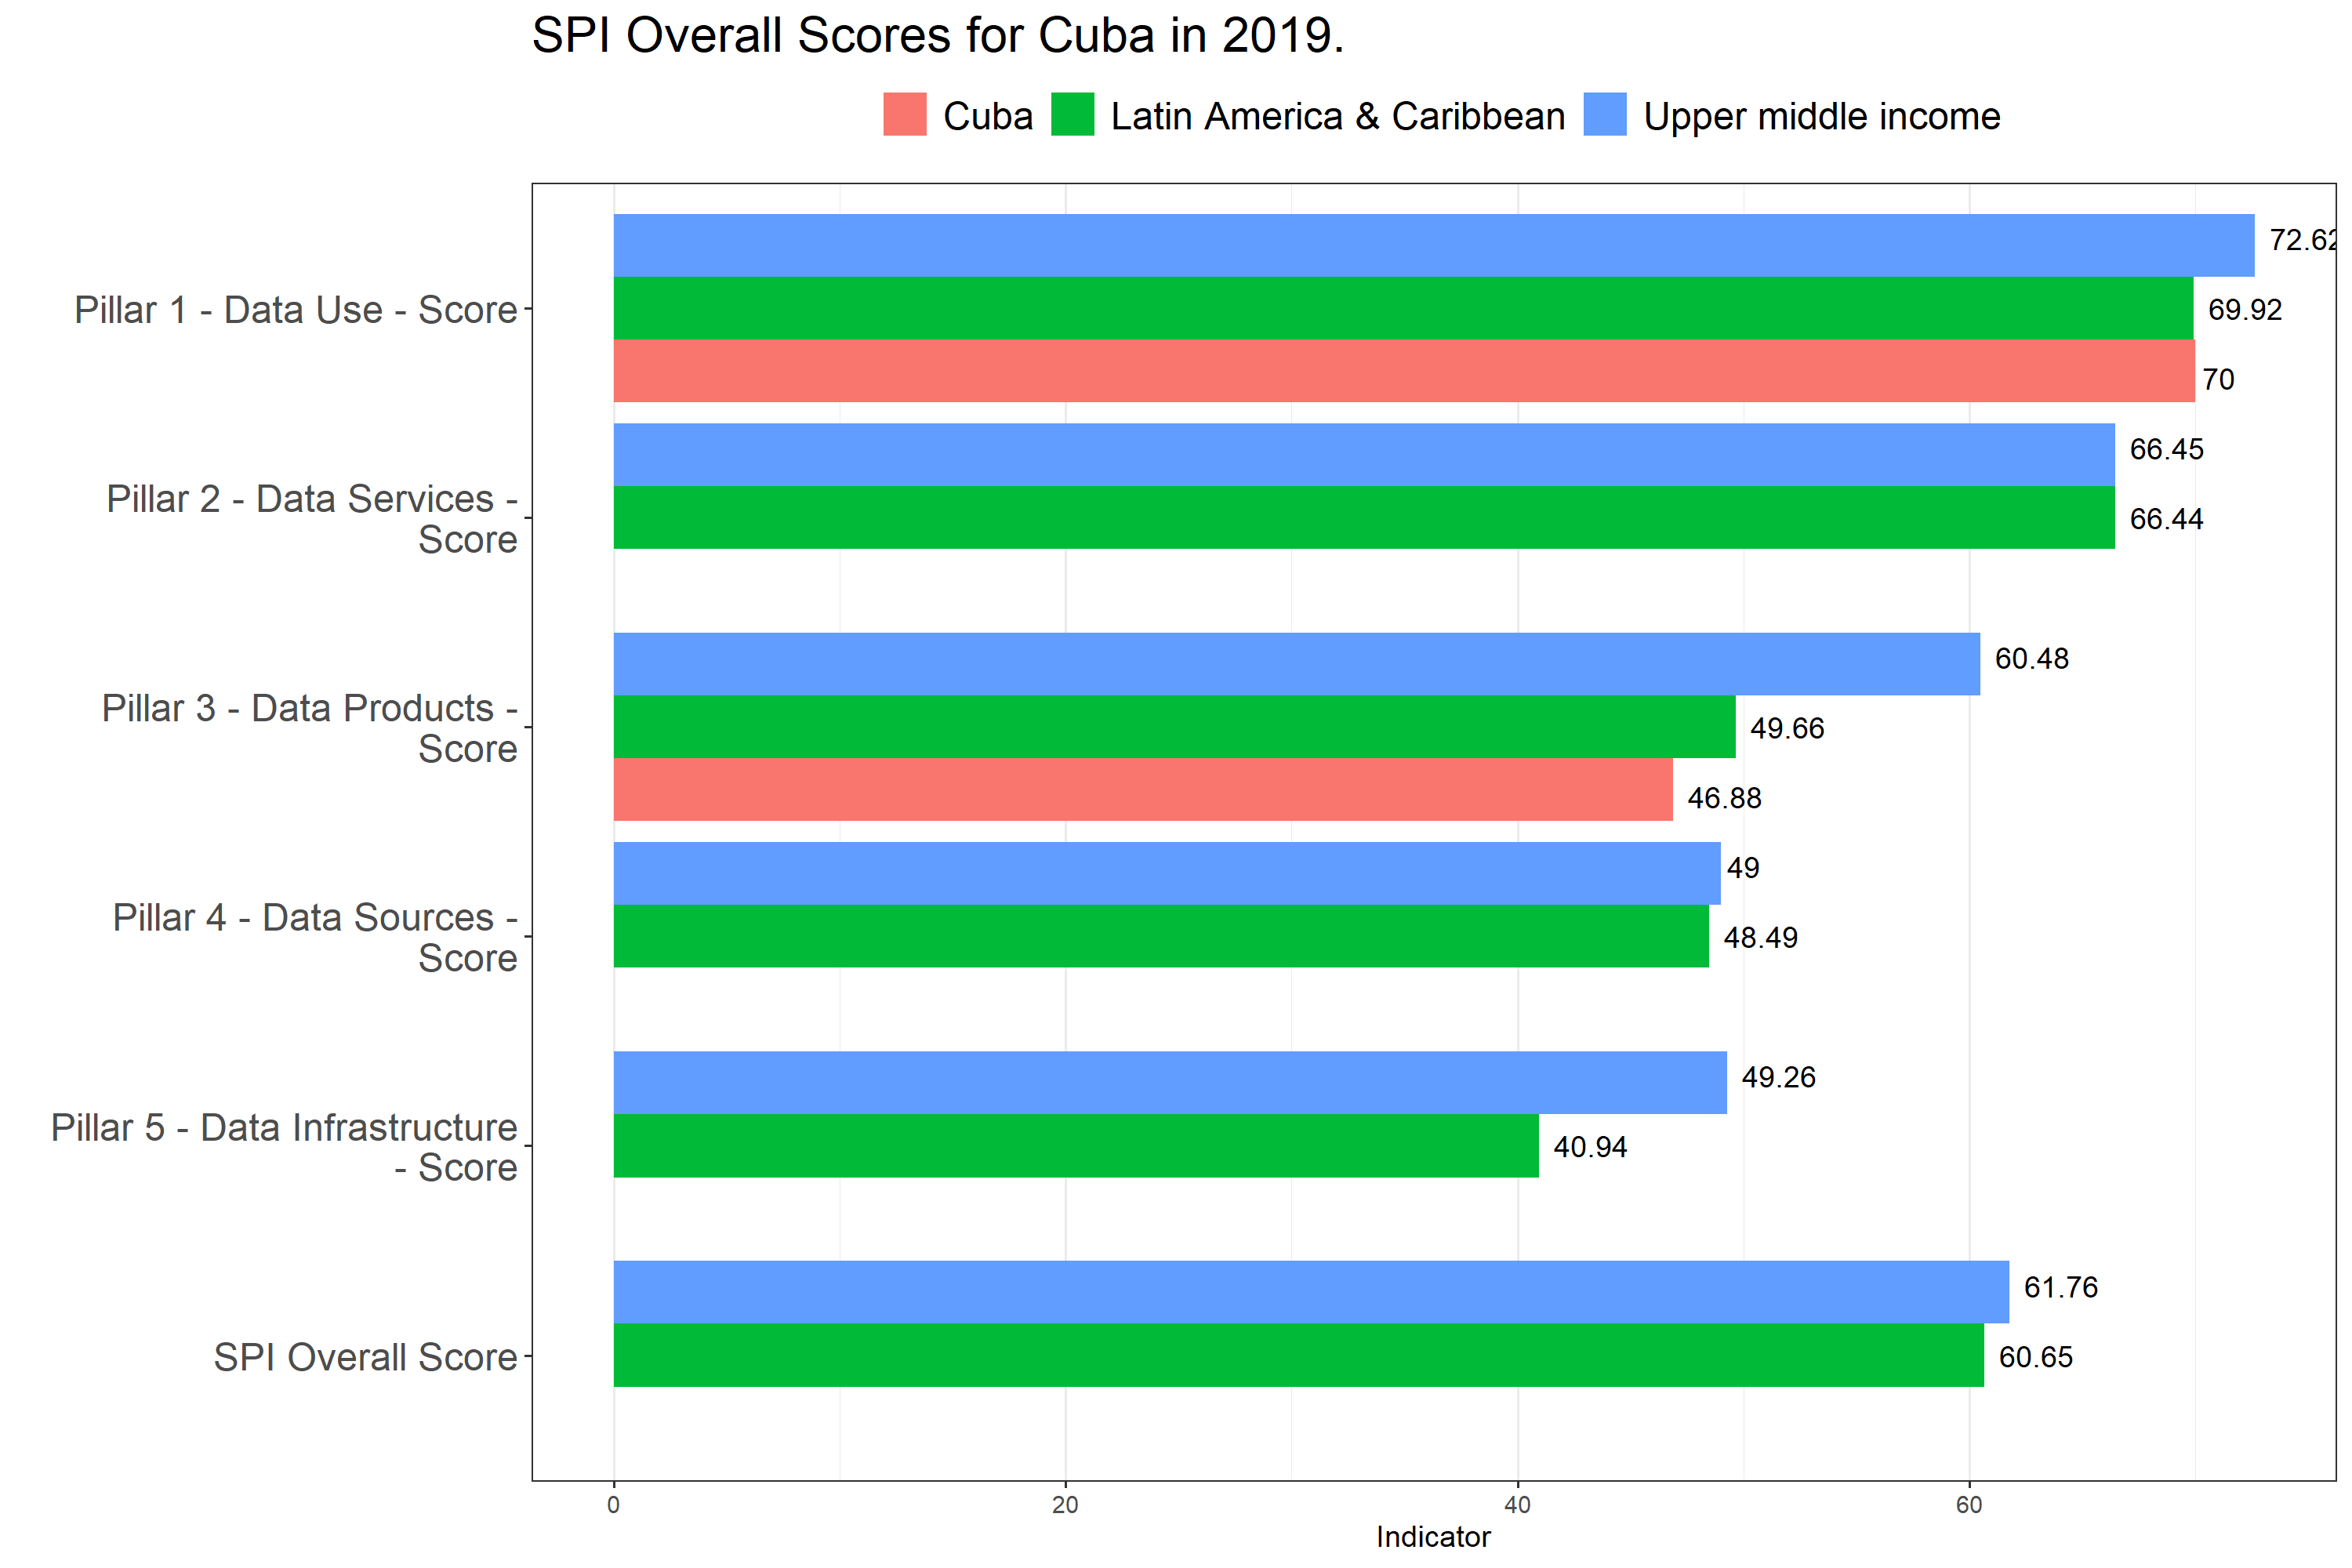 SPI Overall Scores for Cuba in 2019.
Cuba Latin America & Caribbean Upper middle income
72.62
Pillar 1 - Data Use - Score
69.92
70
66.45
Pillar 2 - Data Services -
Score
66.44
60.48
Pillar 3 - Data Products -
Score
49.66
46.88
49
Pillar 4 - Data Sources -
Score
48.49
49.26
Pillar 5 - Data Infrastructure
- Score
40.94
61.76
SPI Overall Score
60.65
0 20 40 60
Indicator